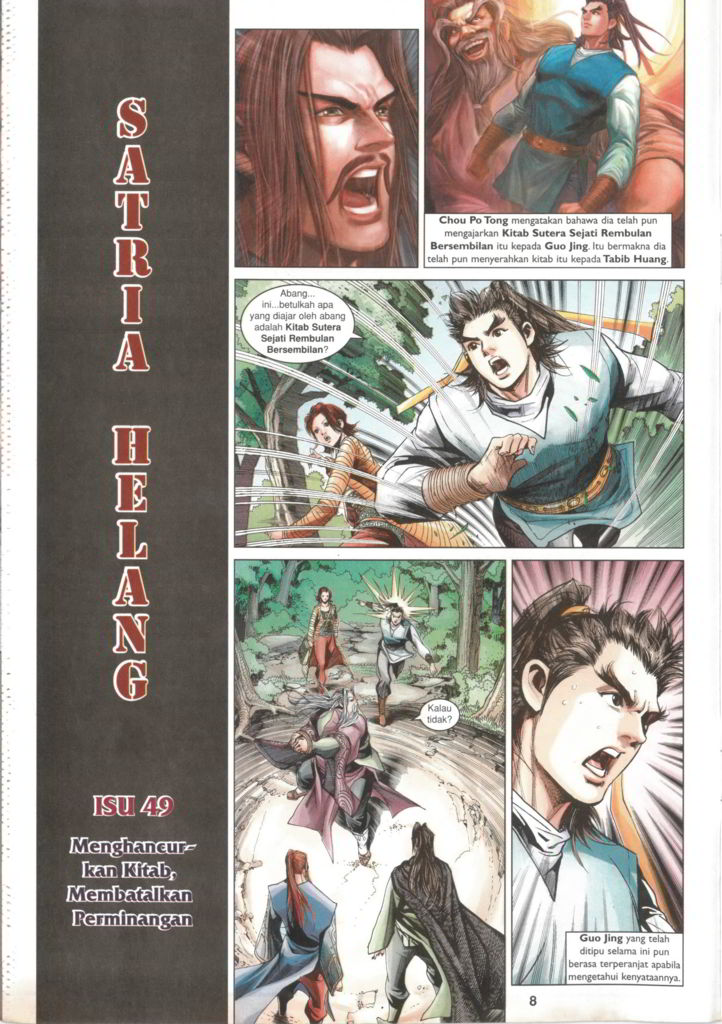 SATRIA HELANG
ISU 49
Menghancur-
kan Kitab,
Membatalkan
Perminangan
Chou Po Tong mengatakan bahawa dia telah pun
mengajarkan Kitab Sutera Sejati Rembulan
Bersembilan itu kepada Guo Jing. Itu bermakna dia
telah pun menyerahkan kitab itu kepada Tabib Huang.
Abang...
ini...betulkah apa
yang diajar oleh abang
adalah Kitab Sutera
Sejati Rembulan
Bersembilan?
Kalau
tidak?
Guo Jing yang telah
ditipu selama ini pun
berasa terperanjat apabila
mengetahui kenyataannya.
8